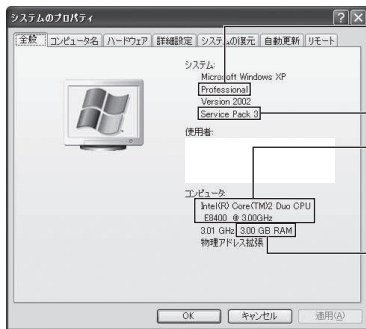 システムのプロパティ
全般 コンピュータ名 ハードウェア 詳細設定 システムの復元 自動更新 リモート
システム:
Microsoft Windows XP
Professional
Version 2002
Service Pack 3
使用者:
コンピュータ:
Intel(R) Core(TM)2 Duo CPU
E8400 @ 3.00GHz
3.01 GHz 3.00 GB RAM
物理アドレス拡張
OK キャンセル 適用(A)